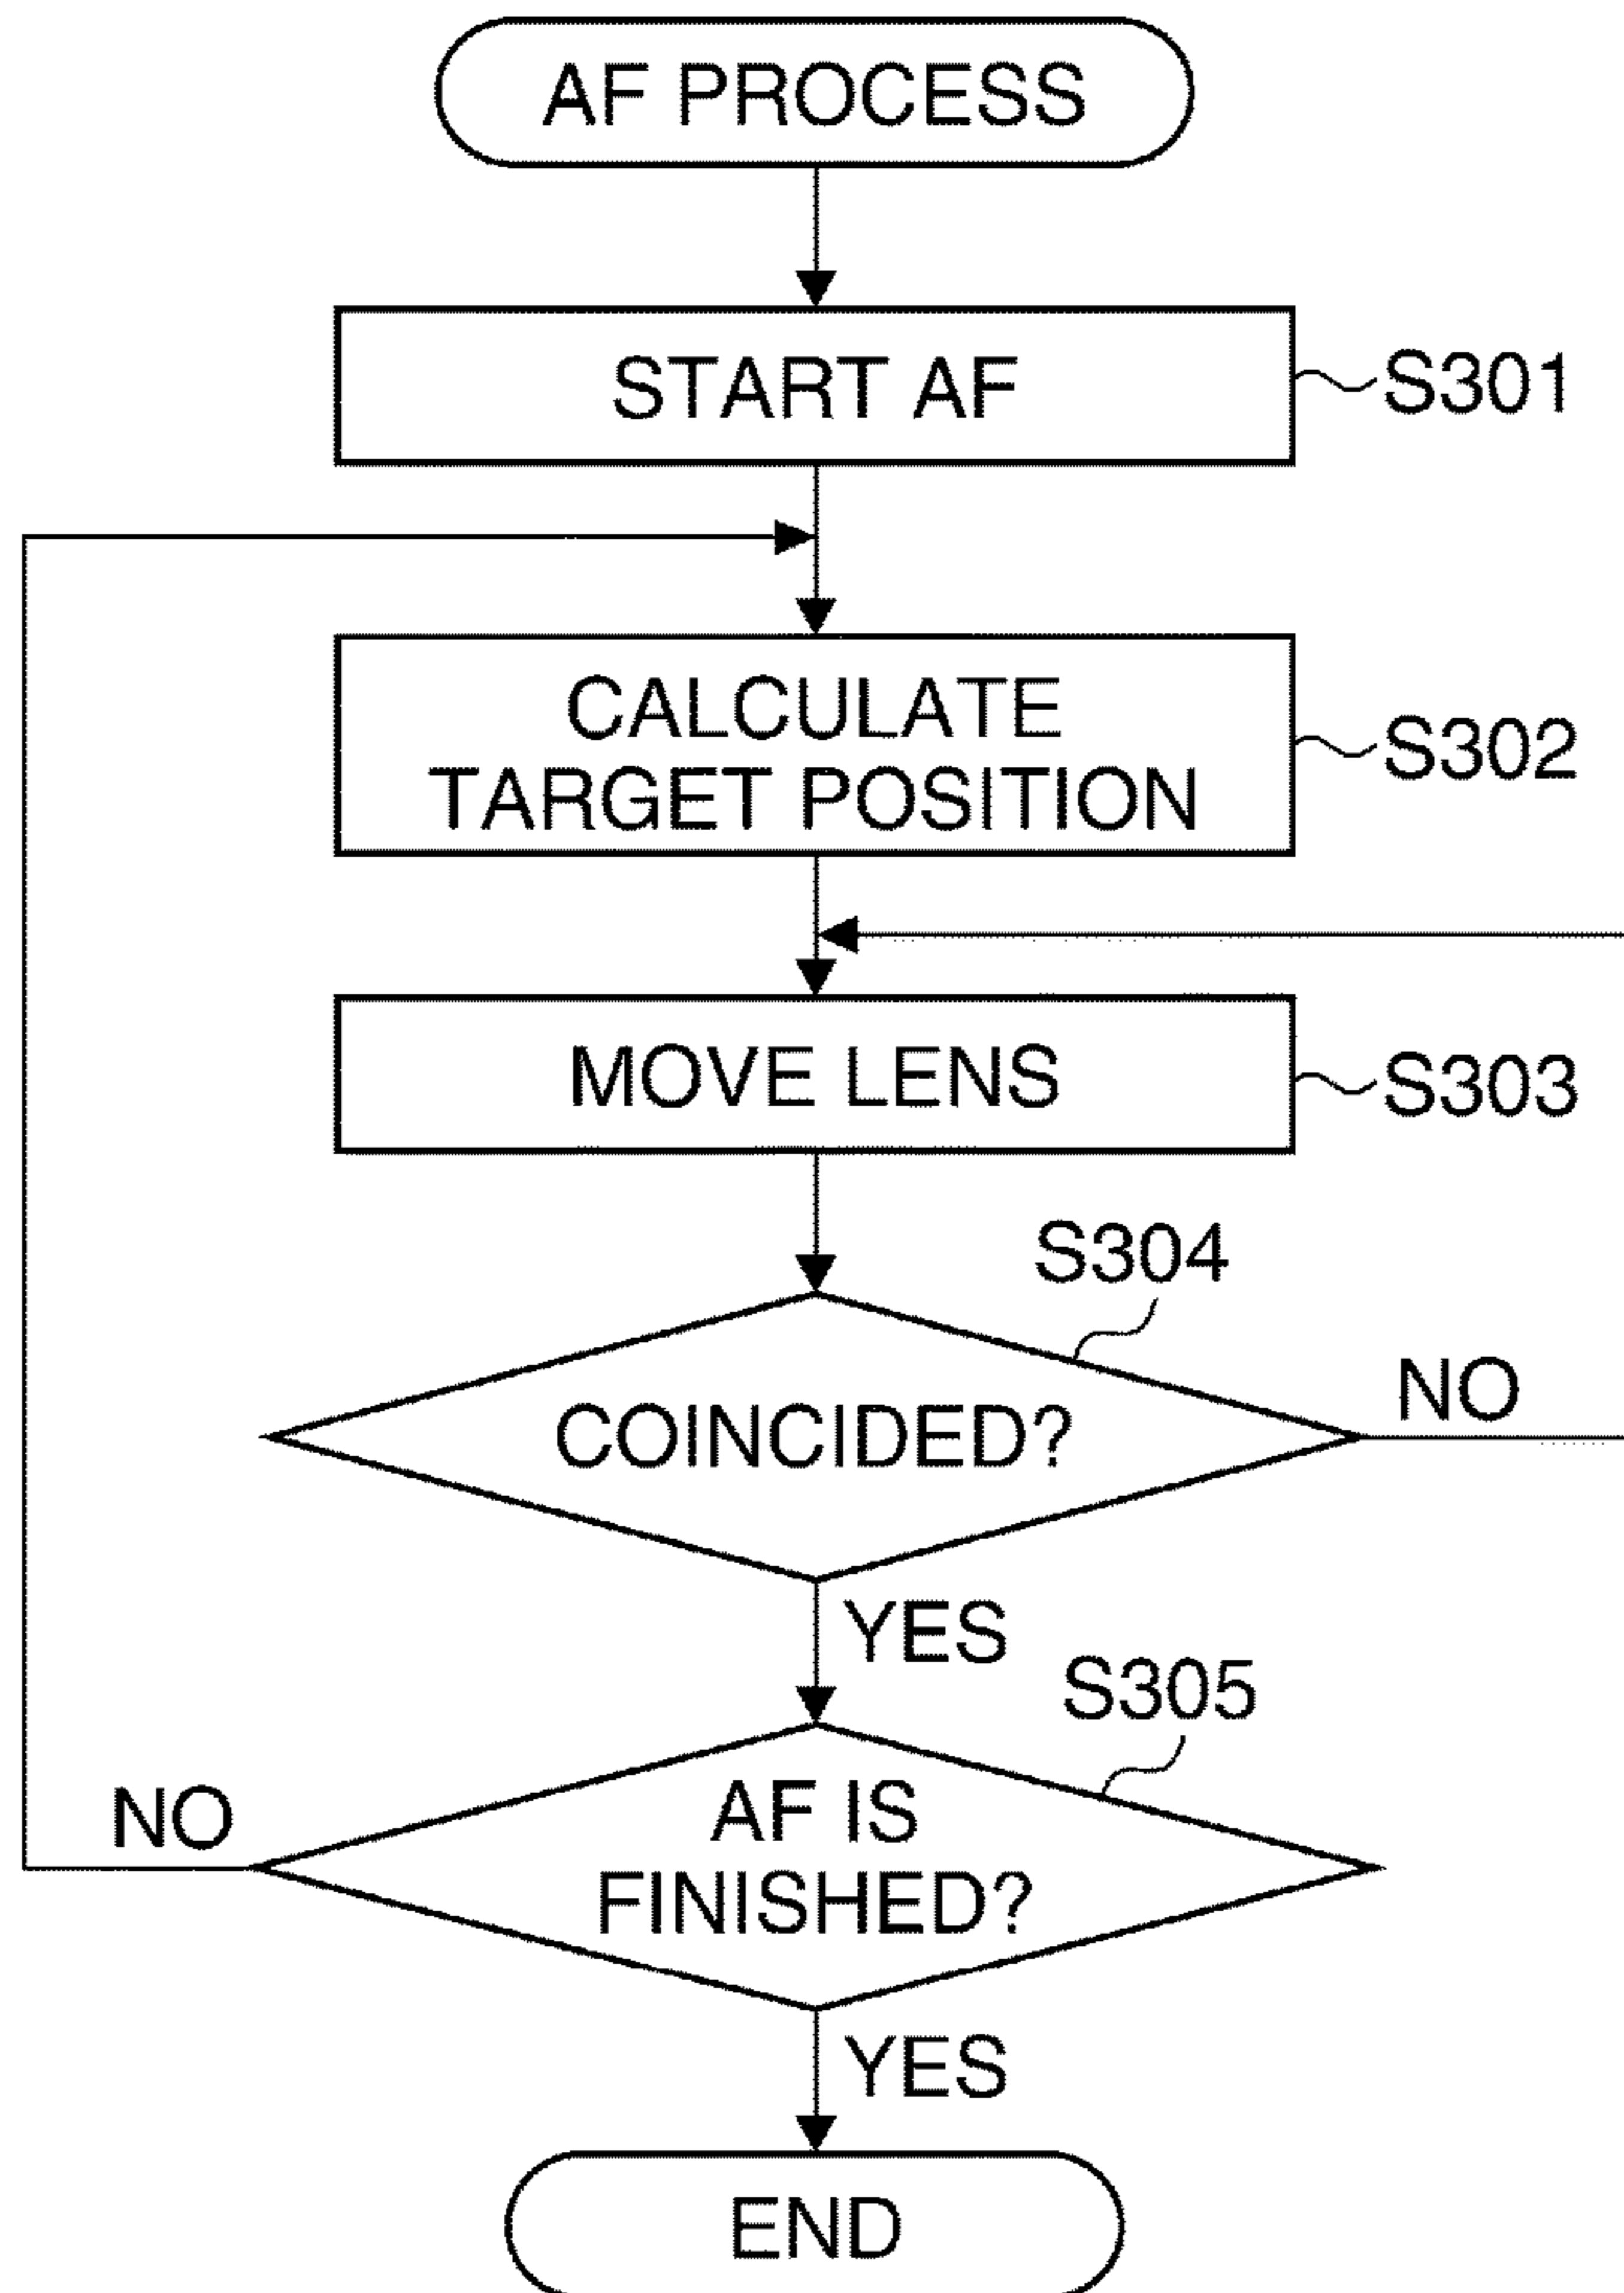 AF PROCESS
START AF
S301
CALCULATE
TARGET POSITION
S302
MOVE LENS
S303
S304
COINCIDED?
NO
YES
S305
AF IS
FINISHED?
NO
YES
END